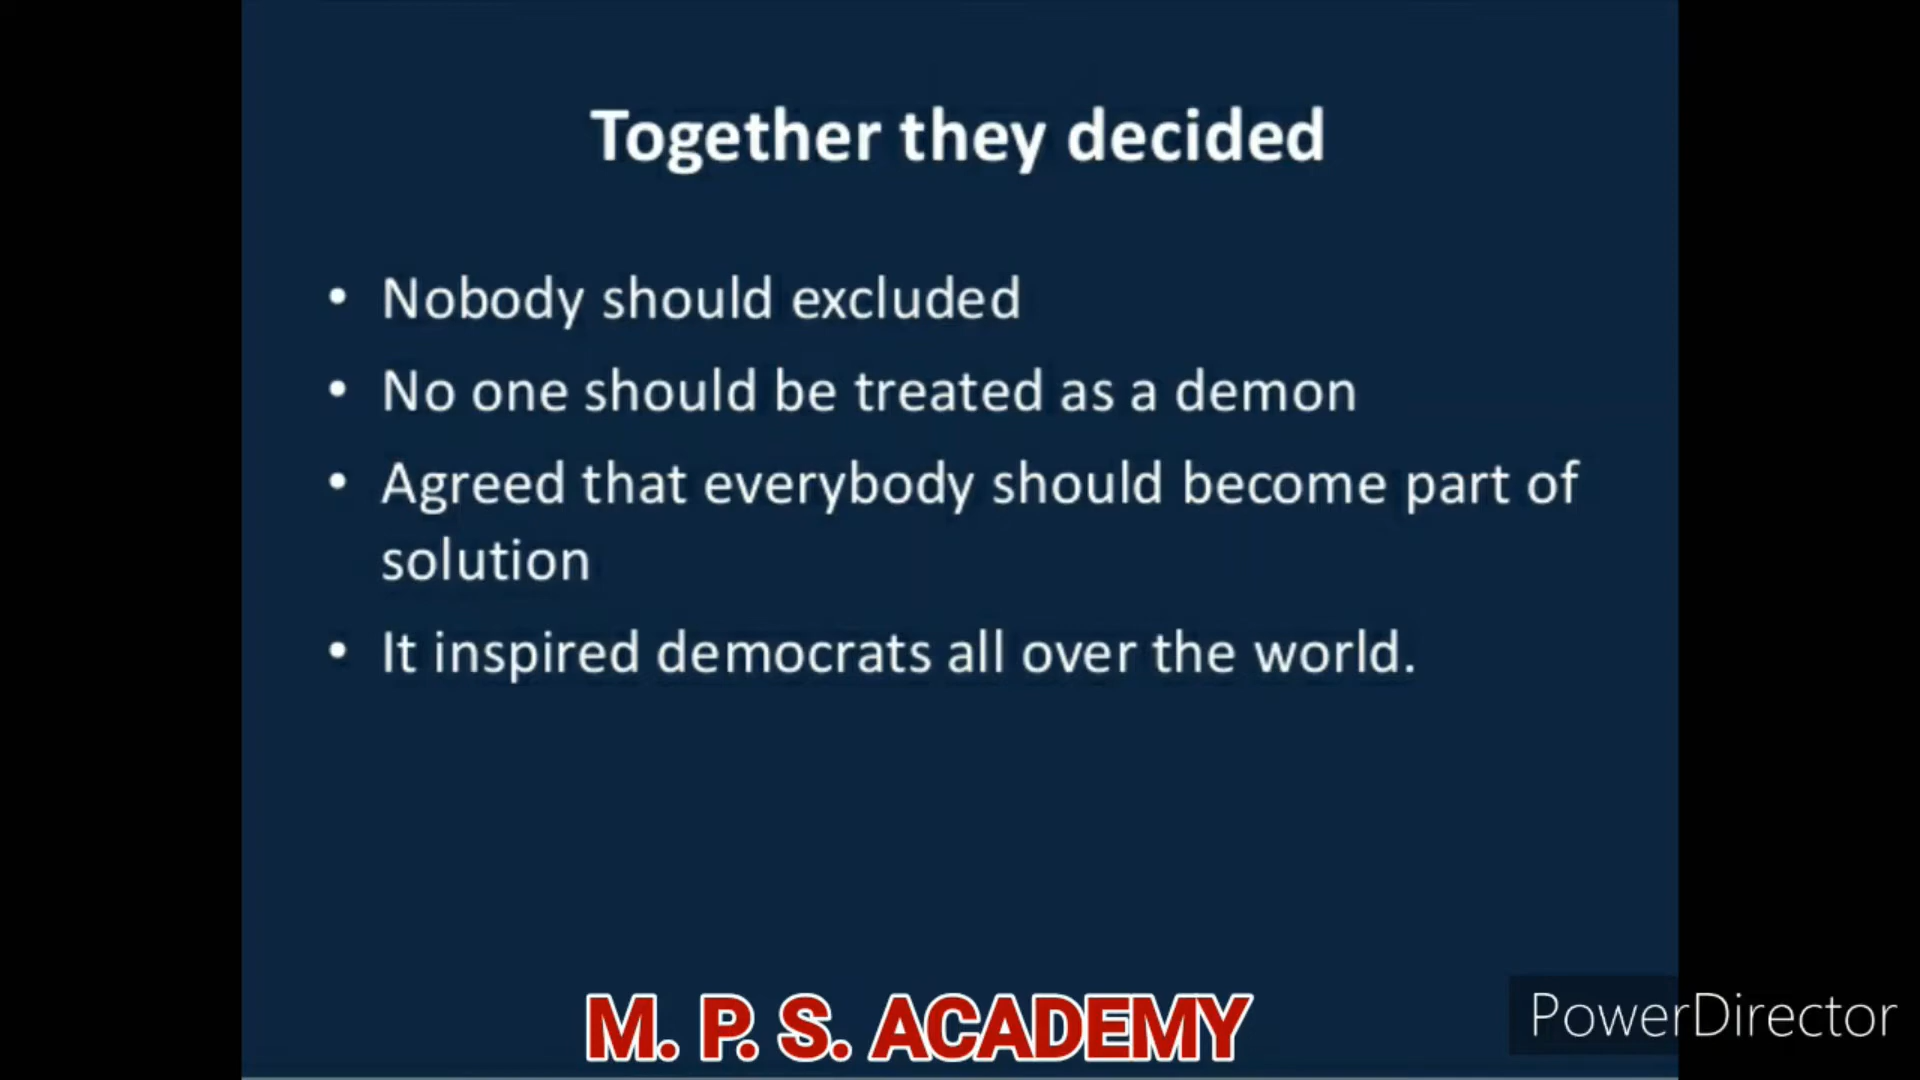 Together they decided
• Nobody should excluded
• No one should be treated as a demon
• Agreed that everybody should become part of
solution
• It inspired democrats all over the world.
M. P. S. ACADEMY
PowerDirector